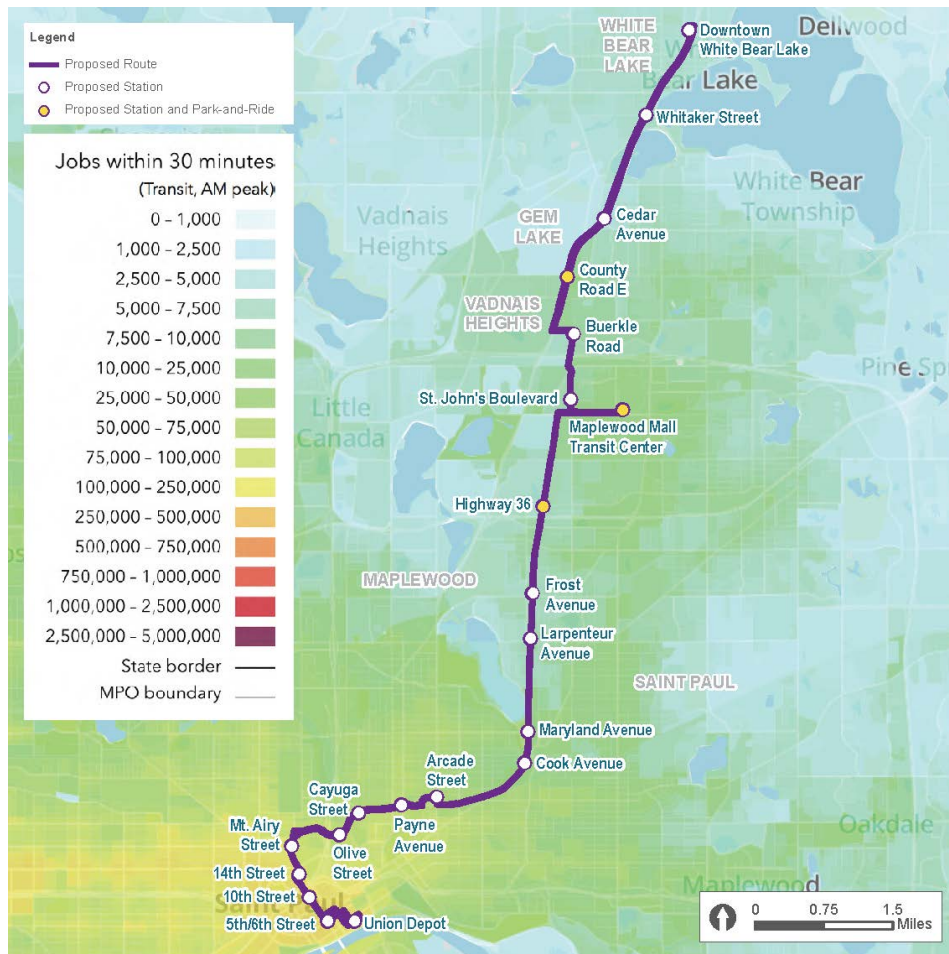 Legend
Proposed Route
Proposed Station
Proposed Station and Park-and-Ride
Jobs within 30 minutes
(Transit, AM peak)
0 – 1,000
1,000 – 2,500
2,500 – 5,000
5,000 – 7,500
7,500 – 10,000
10,000 – 25,000
25,000 – 50,000
50,000 – 75,000
75,000 – 100,000
100,000 – 250,000
250,000 – 500,000
500,000 – 750,000
750,000 – 1,000,000
1,000,000 – 2,500,000
2,500,000 – 5,000,000
State border
MPO boundary
WHITE
BEAR
LAKE
Dellwood
Downtown
White Bear Lake
Bear Lake
Whitaker Street
White Bear
Township
Vadnais
Heights
GEM
LAKE
Cedar
Avenue
County
Road E
VADNAIS
HEIGHTS
Buerkle
Road
Pine Sp
St. John's Boulevard
Little
Canada
Maplewood Mall
Transit Center
Highway 36
MAPLEWOOD
Frost
Avenue
Larpenteur
Avenue
SAINT PAUL
Maryland Avenue
Cook Avenue
Arcade
Street
Cayuga
Street
Payne
Avenue
Mt. Airy
Street
Olive
Street
Oakdale
14th Street
Maplewood
10th Street
Saint
5th/6th Street
Union Depot
0 0.75 1.5
Miles